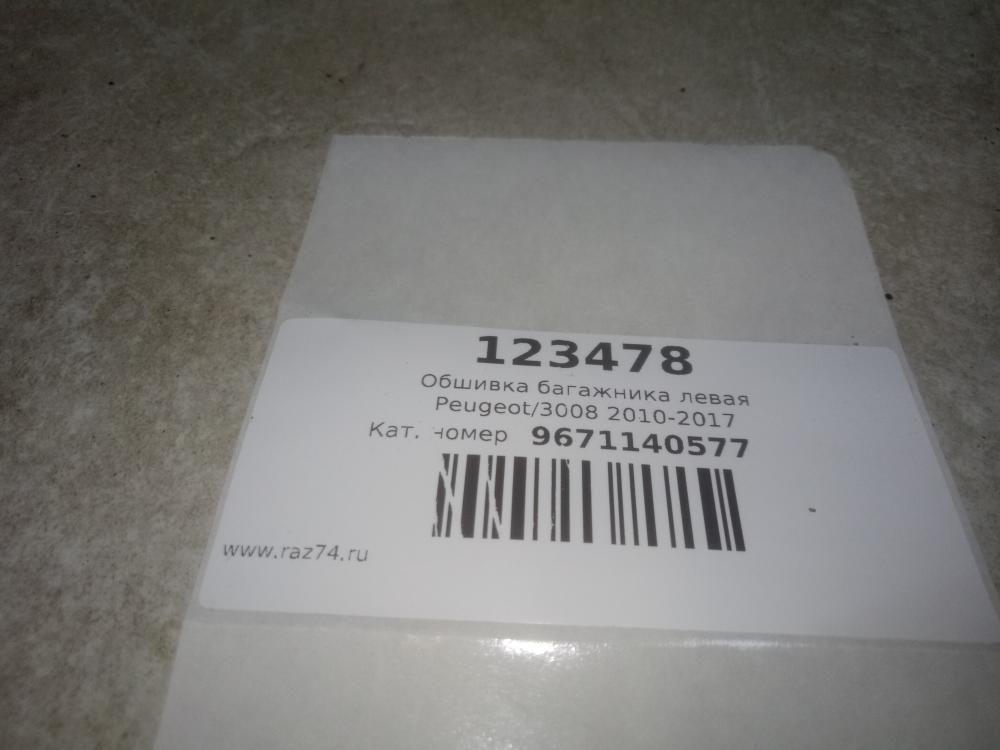 123478
Обшивка багажника левая
Peugeot/3008 2010-2017
Кат. номер 9671140577
www.raz74.ru